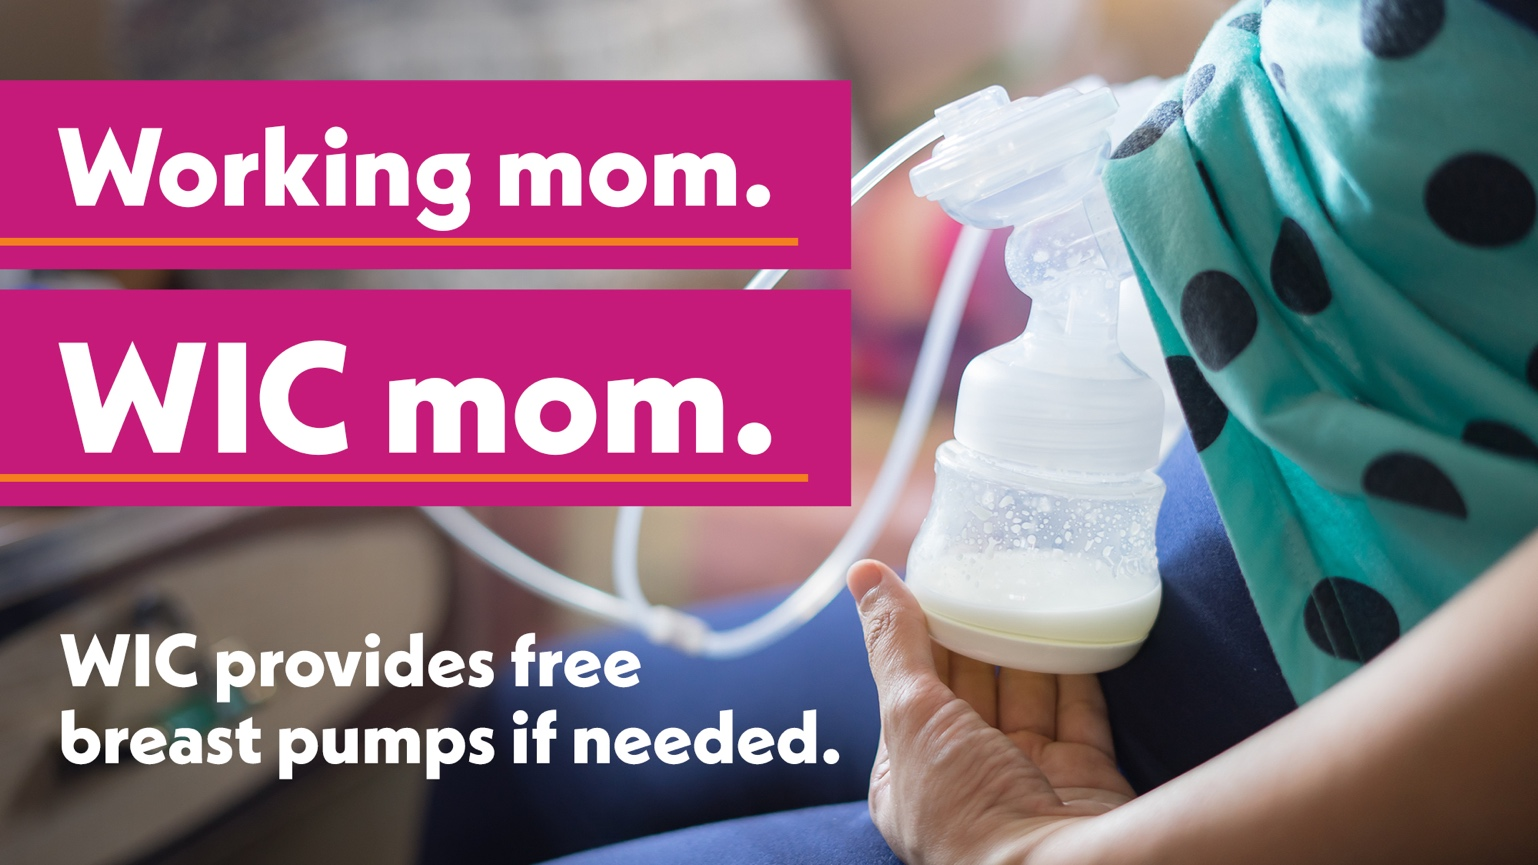 Working mom.
WIC mom.
WIC provides free
breast pumps if needed.